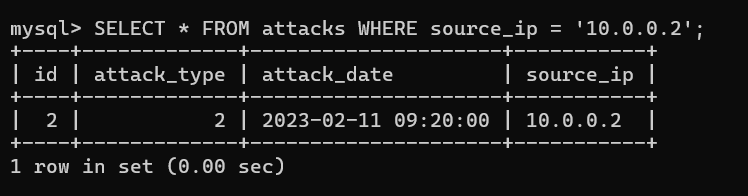 mysql> SELECT * FROM attacks WHERE source_ip = '10.0.0.2';
+----+-------------+---------------------+-----------+
| id | attack_type | attack_date         | source_ip |
+----+-------------+---------------------+-----------+
|  2 |           2 | 2023-02-11 09:20:00 | 10.0.0.2  |
+----+-------------+---------------------+-----------+
1 row in set (0.00 sec)